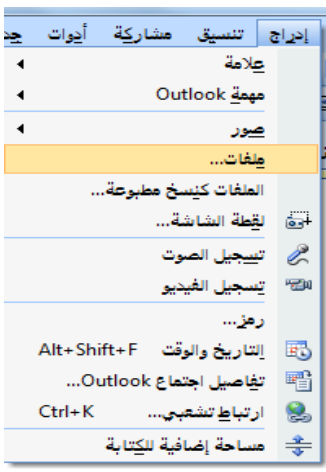 إدراج تنسيق مشاركة أدوات
علامة
مهمة Outlook
صور
ملفات...
الملفات كنسخ مطبوعة...
لقطة الشاشة...
تسجيل الصوت
تسجيل الفيديو
رمز...
التاريخ والوقت Alt+Shift+F
تفاصيل اجتماع Outlook...
ارتباط تشعبي... Ctrl+K
مساحة إضافية للكتابة